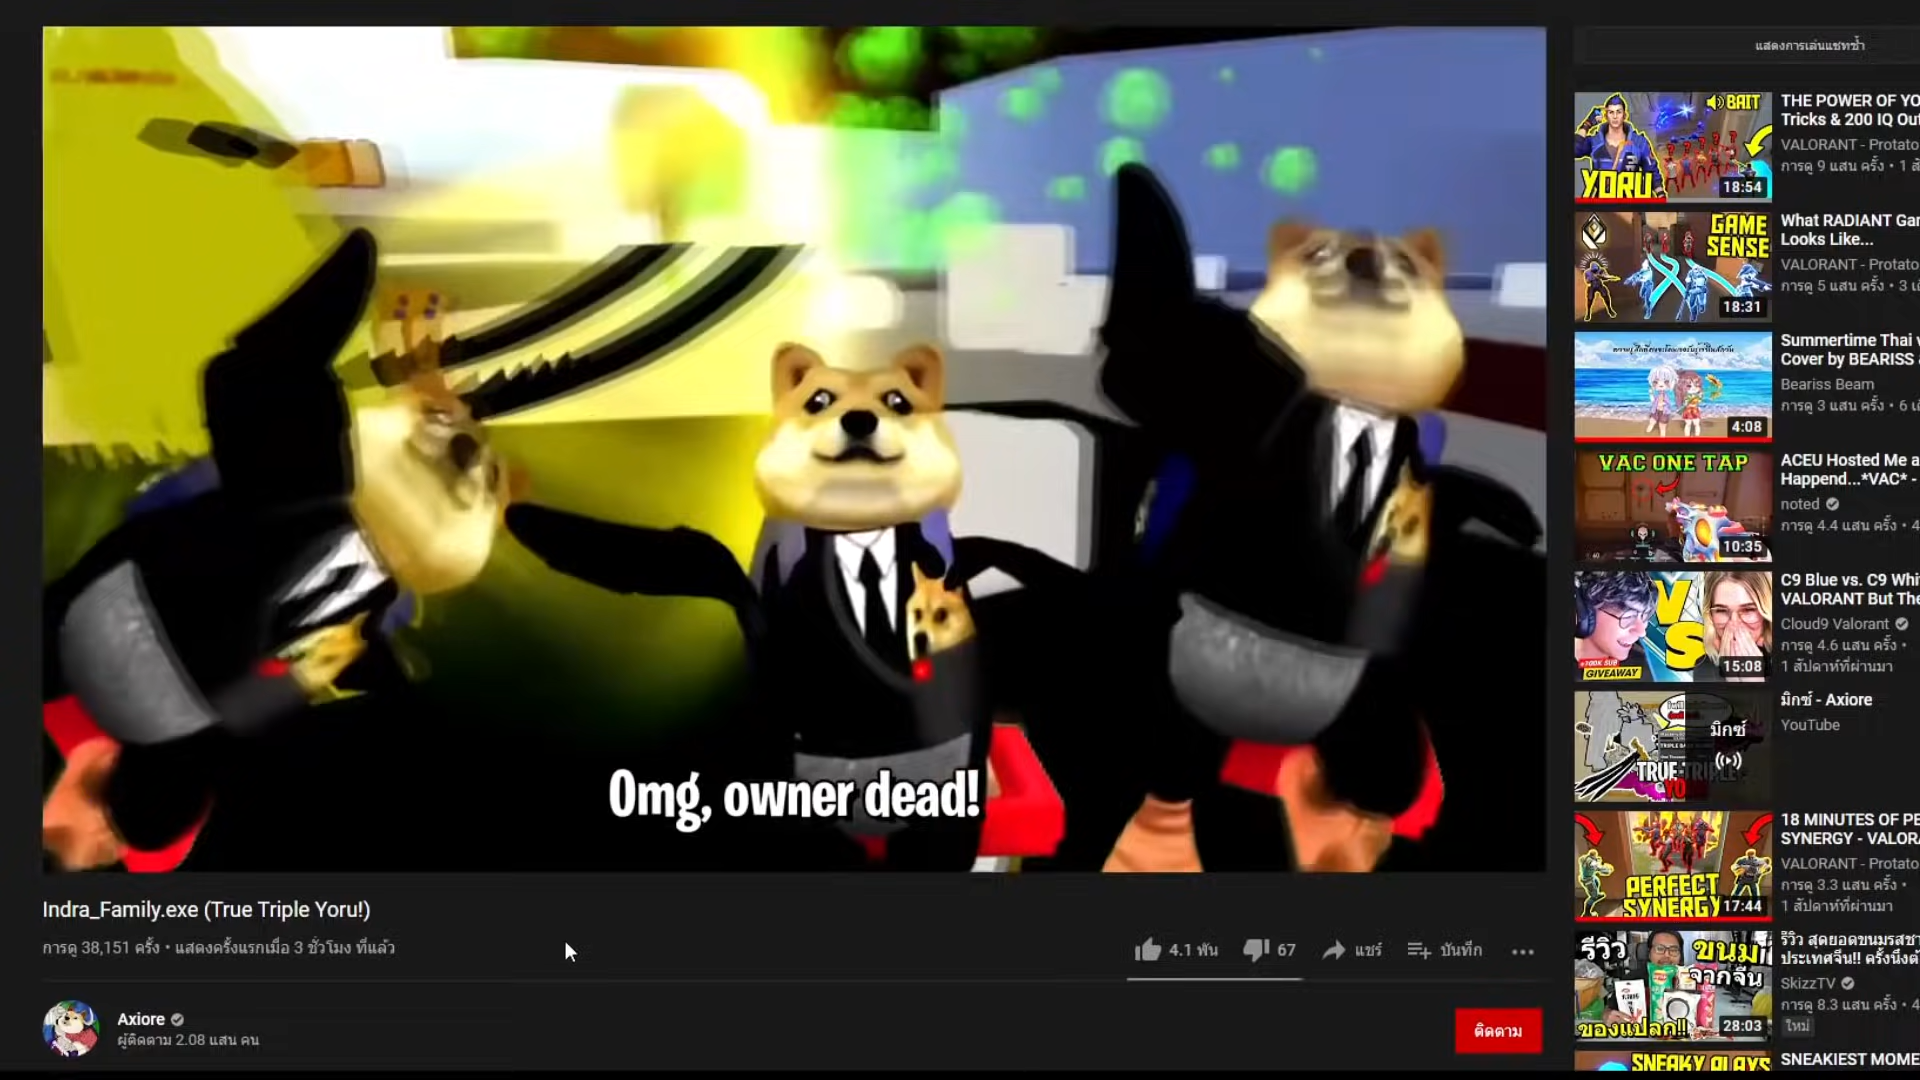 Omg, owner dead!
Indra_Family.exe (True Triple Yoru!)
การดู 38,151 ครั้ง • แสดงครั้งแรกเมื่อ 3 ชั่วโมง ที่แล้ว
4.1 พัน
67
แชร์
บันทึก
Axiore
ผู้ติดตาม 2.08 แสน คน
ติดตาม
แสดงการเล่นแชทซ้ำ
BAIT
YORU
18:54
THE POWER OF YO
Tricks & 200 IQ Out
VALORANT - Protato
การดู 9 แสน ครั้ง • 1 สั
GAME
SENSE
18:31
What RADIANT Gam
Looks Like...
VALORANT - Protato
การดู 5 แสน ครั้ง • 3
4:08
Summertime Thai v
Cover by BEARISS
Beariss Beam
การดู 3 แสน ครั้ง • 6
VAC ONE TAP
10:35
ACEU Hosted Me a
Happend...*VAC* -
noted
การดู 4.4 แสน ครั้ง • 4
VS
+100K SUB
GIVEAWAY
15:08
C9 Blue vs. C9 Whit
VALORANT But The
Cloud9 Valorant
การดู 4.6 แสน ครั้ง •
1 สัปดาห์ที่ผ่านมา
มิกซ์
TRUE TRIPLE
YO
มิกซ์ - Axiore
YouTube
PERFECT
SYNERGY
17:44
18 MINUTES OF PE
SYNERGY - VALORA
VALORANT - Protato
การดู 3.3 แสน ครั้ง •
1 สัปดาห์ที่ผ่านมา
รีวิว
ขนม
จากจีน
ของแปลก!!
28:03
รีวิว สุดยอดขนมรสชา
ประเทศจีน!! ครั้งนึงต้
SkizzTV
การดู 8.3 แสน ครั้ง • 4
ใหม่
SNEAKY PLAYS
SNEAKIEST MOME